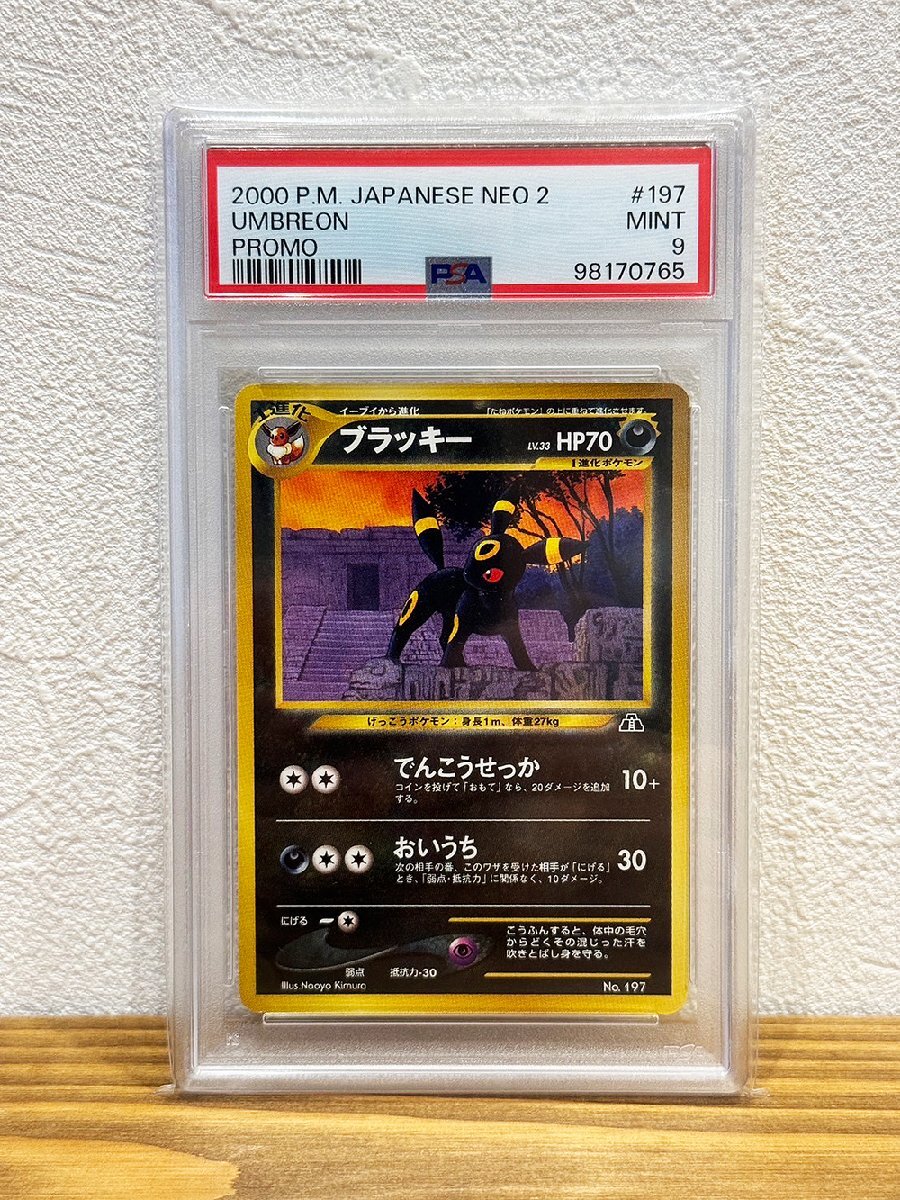 2000 P.M. JAPANESE NEO 2 #197
UMBREON MINT
PROMO 9
PSA 98170765
1進化 イーブイから進化 「たねポケモン」の上に重ねて進化させます
ブラッキー LV.33 HP70
1進化ポケモン
げっこうポケモン:身長1m、体重27kg
でんこうせっか 10+
コインを投げて「おもて」なら、20ダメージを追加
する。
おいうち 30
次の相手の番、このワザを受けた相手が「にげる」
とき、「弱点・抵抗力」に関係なく、10ダメージ。
にげる
こうふんすると、体中の毛穴
からどくその混じった汗を
吹きとばし身を守る。
弱点 抵抗力-30
Illus.Naoyo Kimura No. 197